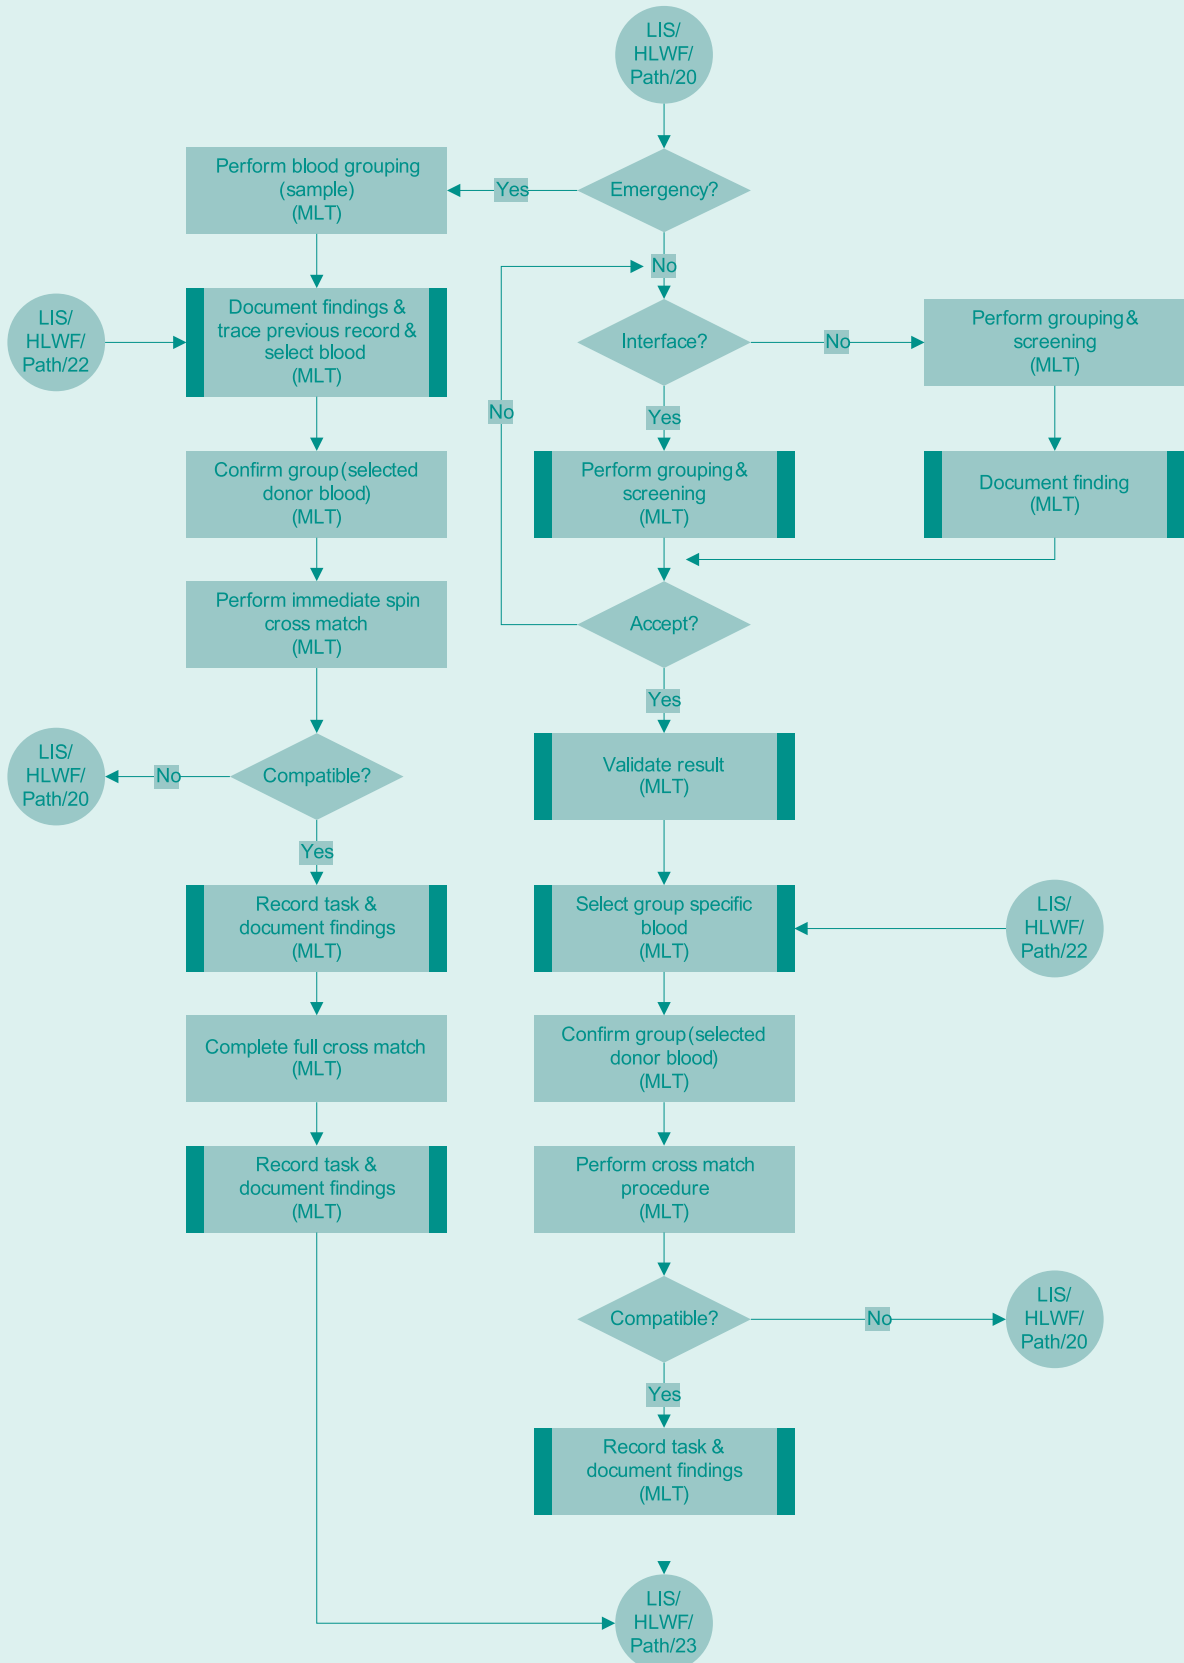 LIS/
HLWF/
Path/20
Emergency?
Yes
Perform blood grouping
(sample)
(MLT)
No
LIS/
HLWF/
Path/22
Document findings &
trace previous record &
select blood
(MLT)
Interface?
No
Perform grouping &
screening
(MLT)
No
Yes
Confirm group (selected
donor blood)
(MLT)
Perform grouping &
screening
(MLT)
Document finding
(MLT)
Perform immediate spin
cross match
(MLT)
Accept?
Yes
LIS/
HLWF/
Path/20
No
Compatible?
Validate result
(MLT)
Yes
Record task &
document findings
(MLT)
Select group specific
blood
(MLT)
LIS/
HLWF/
Path/22
Complete full cross match
(MLT)
Confirm group (selected
donor blood)
(MLT)
Record task &
document findings
(MLT)
Perform cross match
procedure
(MLT)
Compatible?
No
LIS/
HLWF/
Path/20
Yes
Record task &
document findings
(MLT)
LIS/
HLWF/
Path/23